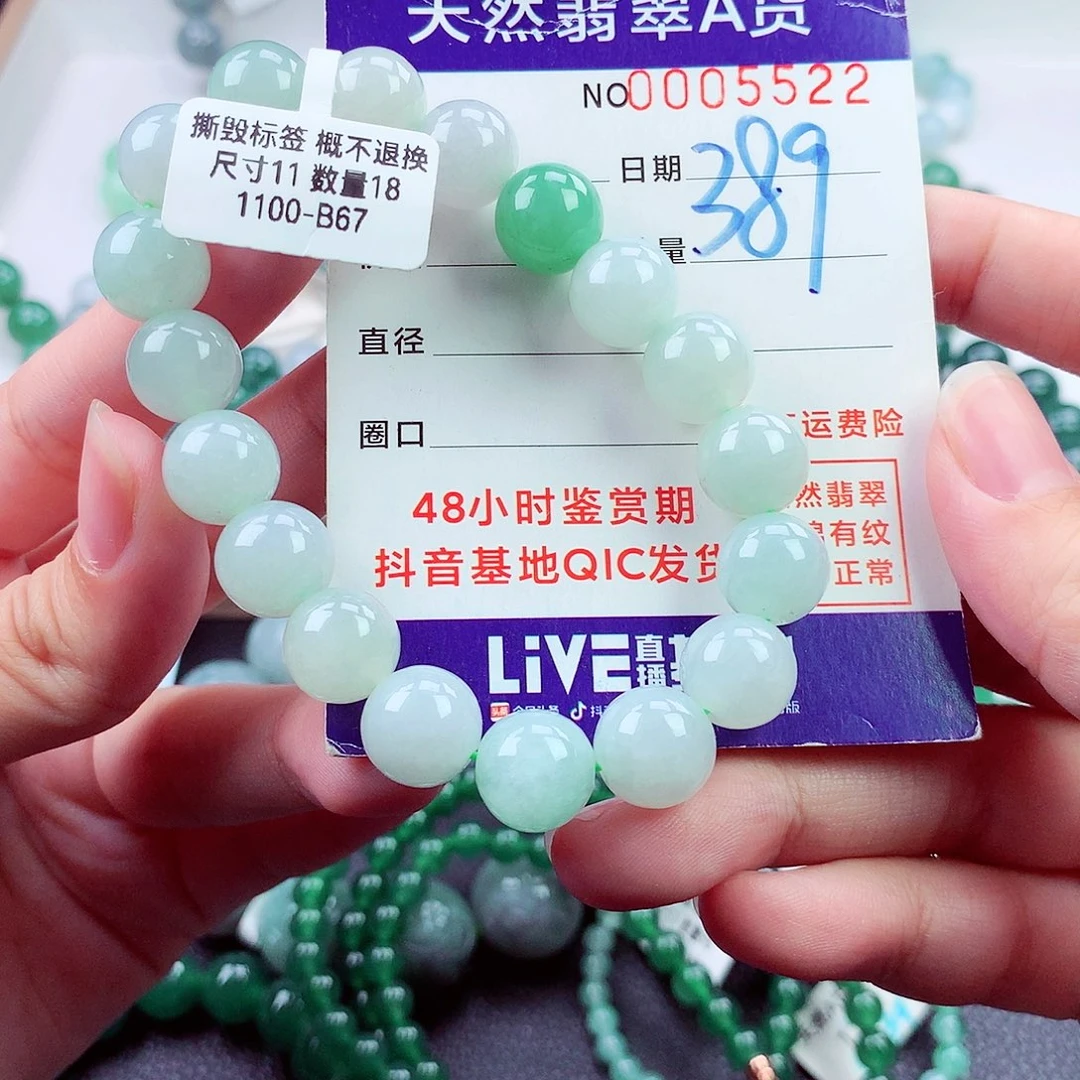 天然翡翠A货
NO0005522
撕毁标签 概不退换
尺寸11 数量18
1100-B67
日期 389
量
直径
圈口
运费险
48小时鉴赏期
抖音基地QIC发货
然翡翠
棉有纹
正常
LiVE直播